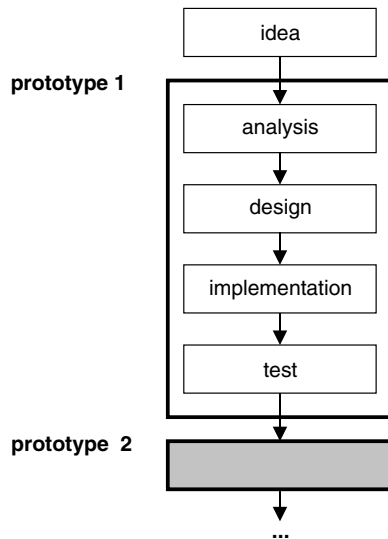 idea
prototype 1
analysis
design
implementation
test
prototype 2
...